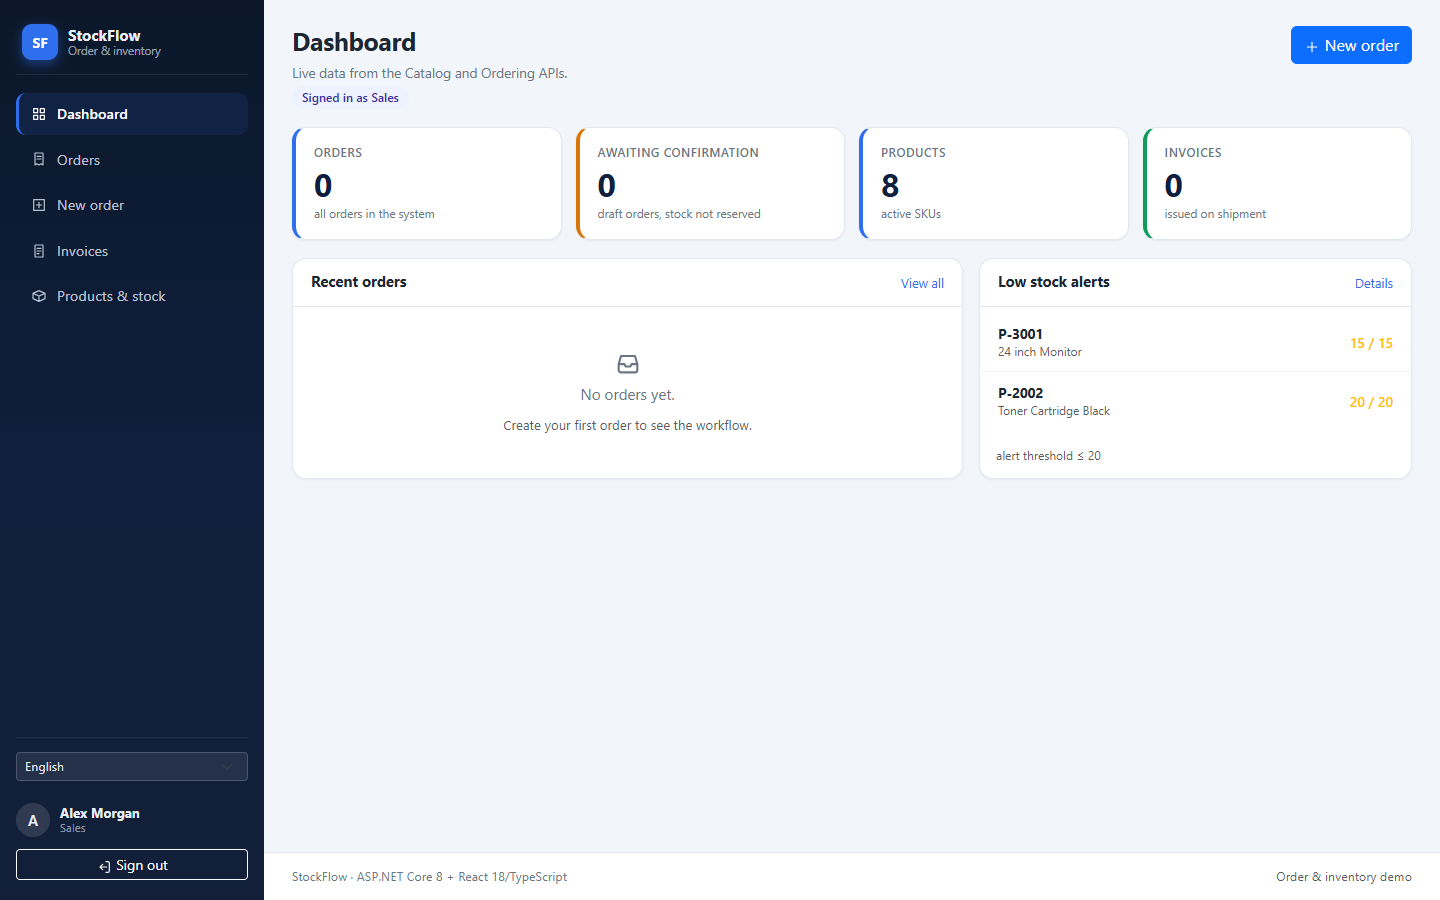 SF
StockFlow
Order & inventory
Dashboard
Orders
New order
Invoices
Products & stock
English
A
Alex Morgan
Sales
Sign out
Dashboard
Live data from the Catalog and Ordering APIs.
Signed in as Sales
+ New order
ORDERS
0
all orders in the system
AWAITING CONFIRMATION
0
draft orders, stock not reserved
PRODUCTS
8
active SKUs
INVOICES
0
issued on shipment
Recent orders
View all
No orders yet.
Create your first order to see the workflow.
Low stock alerts
Details
P-3001
24 inch Monitor
15 / 15
P-2002
Toner Cartridge Black
20 / 20
alert threshold ≤ 20
StockFlow · ASP.NET Core 8 + React 18/TypeScript
Order & inventory demo